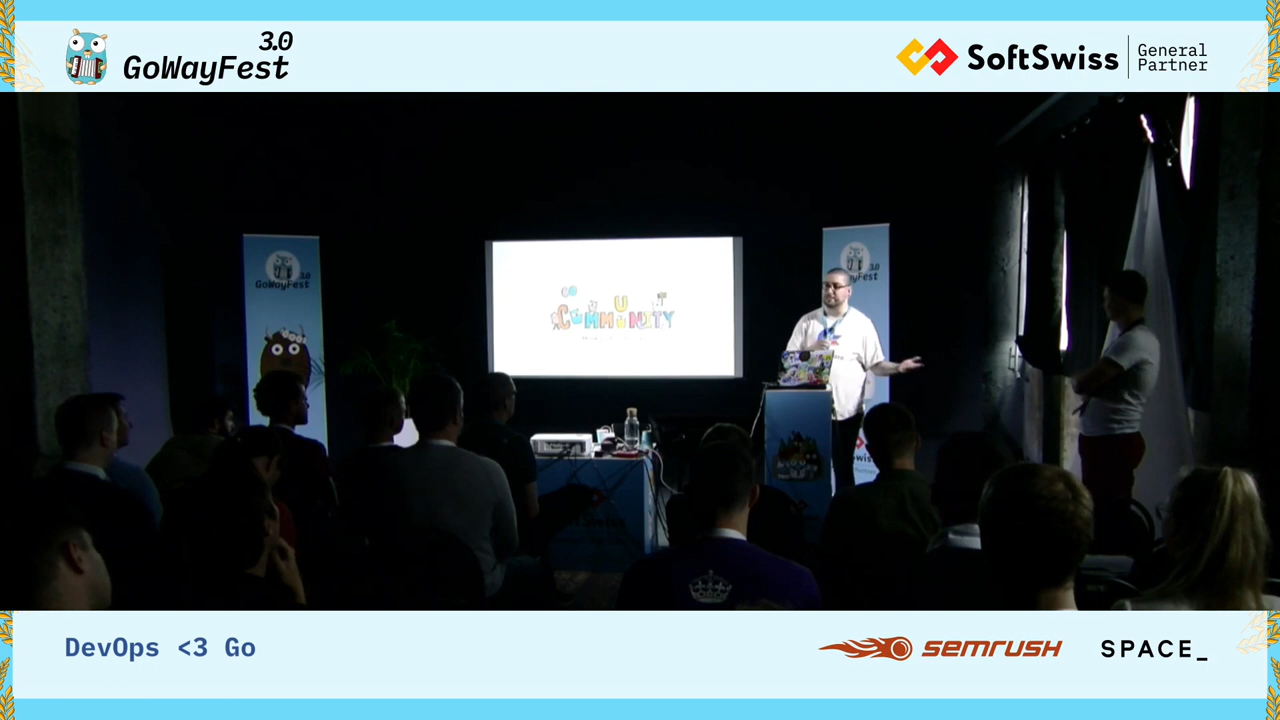 3.0
GoWayFest
SoftSwiss
General
Partner
3.0
GoWayFest
COMMUNITY
3.0
DevOps <3 Go
semrush
SPACE_